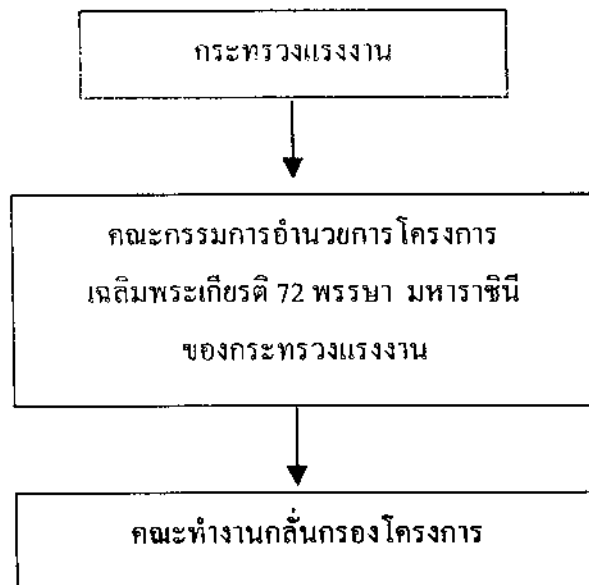 กระทรวงแรงงาน
คณะกรรมการอำนวยการโครงการ
เฉลิมพระเกียรติ 72 พรรษา มหาราชินี
ของกระทรวงแรงงาน
คณะทำงานกลั่นกรองโครงการ